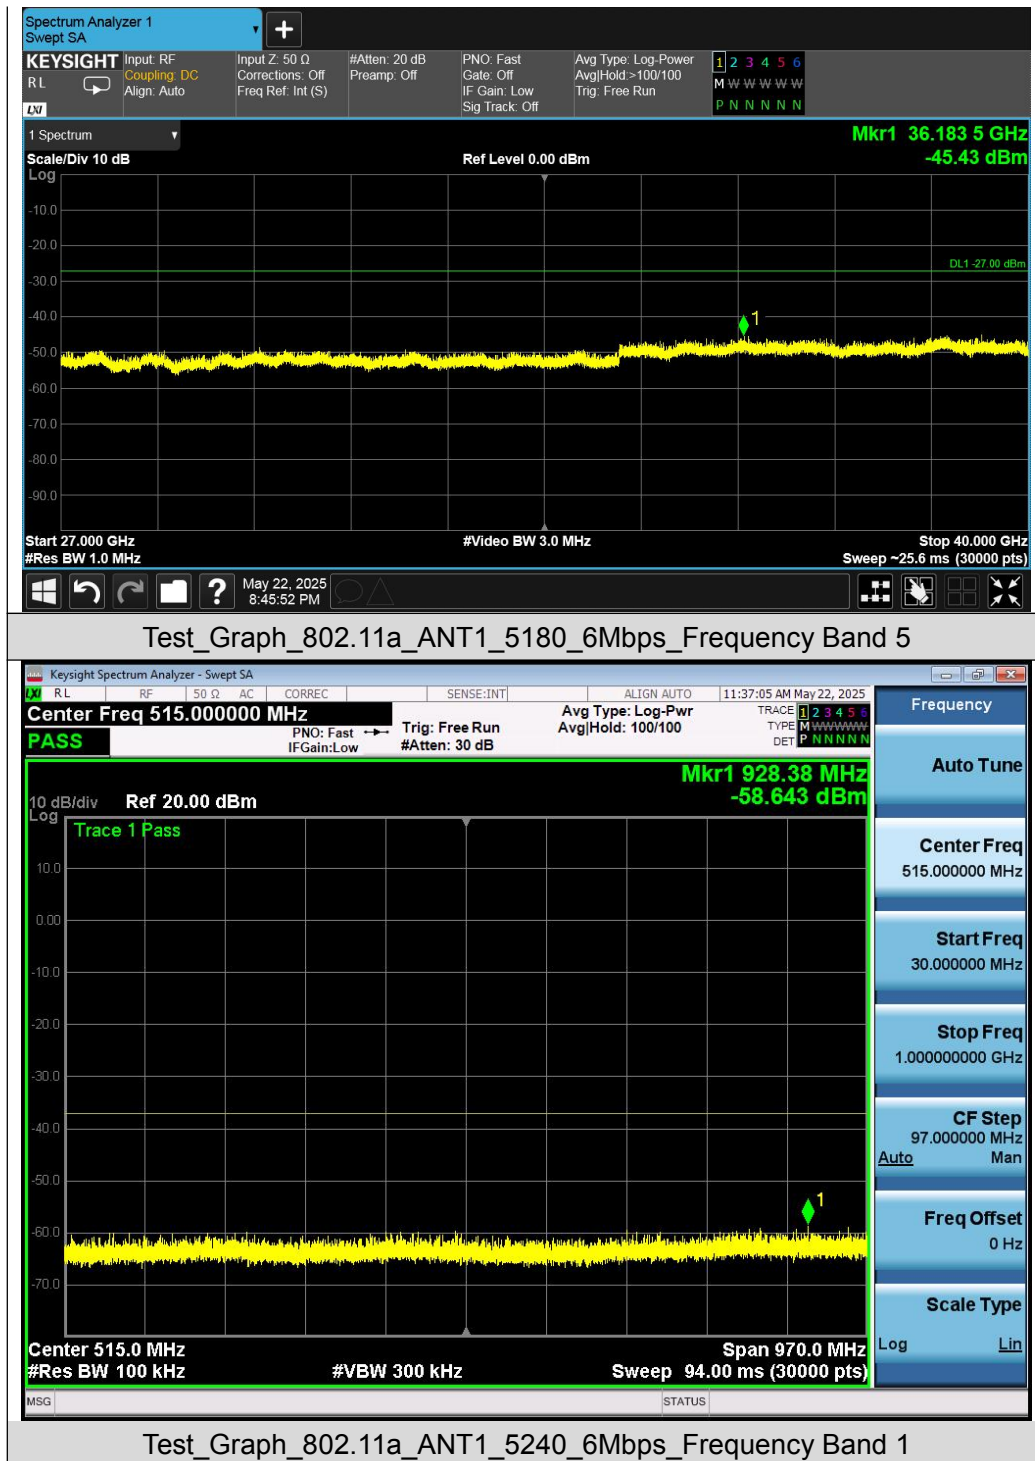 Spectrum Analyzer 1
Swept SA
+
KEYSIGHT
RL
LXI
Input: RF
Coupling: DC
Align: Auto
Input Z: 50 Ω
Corrections: Off
Freq Ref: Int (S)
#Atten: 20 dB
Preamp: Off
PNO: Fast
Gate: Off
IF Gain: Low
Sig Track: Off
Avg Type: Log-Power
Avg|Hold:>100/100
Trig: Free Run
1 2 3 4 5 6
M W W W W W
P N N N N N
1 Spectrum
Scale/Div 10 dB
Log
Ref Level 0.00 dBm
Mkr1 36.183 5 GHz
-45.43 dBm
-10.0
-20.0
DL1 -27.00 dBm
-30.0
-40.0
1
-50.0
-60.0
-70.0
-80.0
-90.0
Start 27.000 GHz
#Res BW 1.0 MHz
#Video BW 3.0 MHz
Stop 40.000 GHz
Sweep ~25.6 ms (30000 pts)
?
May 22, 2025
8:45:52 PM
Test_Graph_802.11a_ANT1_5180_6Mbps_Frequency Band 5
Keysight Spectrum Analyzer - Swept SA
LXI RL RF 50 Ω AC CORREC SENSE:INT ALIGN AUTO 11:37:05 AM May 22, 2025
Center Freq 515.000000 MHz
PASS
PNO: Fast
IFGain:Low
Trig: Free Run
#Atten: 30 dB
Avg Type: Log-Pwr
Avg|Hold: 100/100
TRACE 1 2 3 4 5 6
TYPE M W W W W W
DET P N N N N N
Mkr1 928.38 MHz
-58.643 dBm
10 dB/div
Log
Ref 20.00 dBm
Trace 1 Pass
10.0
0.00
-10.0
-20.0
-30.0
-40.0
-50.0
1
-60.0
-70.0
Center 515.0 MHz
#Res BW 100 kHz
#VBW 300 kHz
Span 970.0 MHz
Sweep 94.00 ms (30000 pts)
MSG
STATUS
Frequency
Auto Tune
Center Freq
515.000000 MHz
Start Freq
30.000000 MHz
Stop Freq
1.000000000 GHz
CF Step
97.000000 MHz
Auto Man
Freq Offset
0 Hz
Scale Type
Log Lin
Test_Graph_802.11a_ANT1_5240_6Mbps_Frequency Band 1